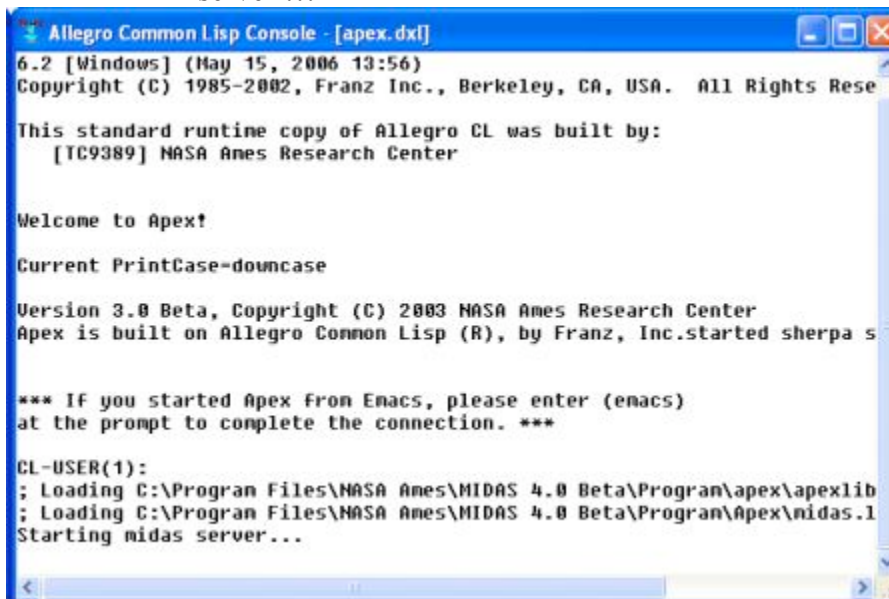 Allegro Common Lisp Console - [apex.dxl]
6.2 [Windows] (May 15, 2006 13:56)
Copyright (C) 1985-2002, Franz Inc., Berkeley, CA, USA. All Rights Rese
This standard runtime copy of Allegro CL was built by:
[TC9389] NASA Ames Research Center
Welcome to Apex!
Current PrintCase=downcase
Version 3.0 Beta, Copyright (C) 2003 NASA Ames Research Center
Apex is built on Allegro Common Lisp (R), by Franz, Inc.started sherpa s
*** If you started Apex from Emacs, please enter (emacs)
at the prompt to complete the connection. ***
CL-USER(1):
; Loading C:\Program Files\NASA Ames\MIDAS 4.0 Beta\Program\apex\apexlib
; Loading C:\Program Files\NASA Ames\MIDAS 4.0 Beta\Program\Apex\midas.l
Starting midas server...